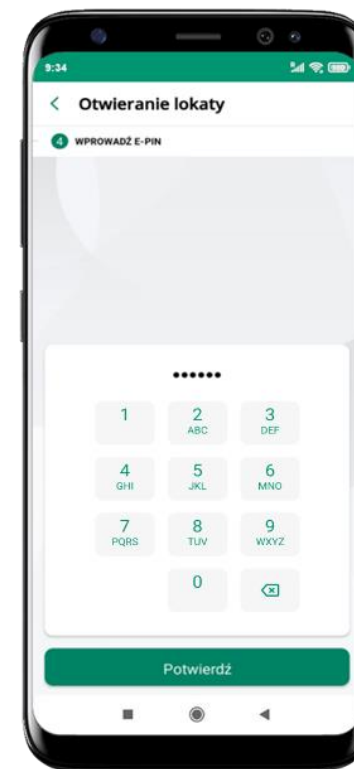 9:34
Otwieranie lokaty
4 WPROWADŹ E-PIN
••••••
1 2 3
ABC DEF
4 5 6
GHI JKL MNO
7 8 9
PQRS TUV WXYZ
0
Potwierdź